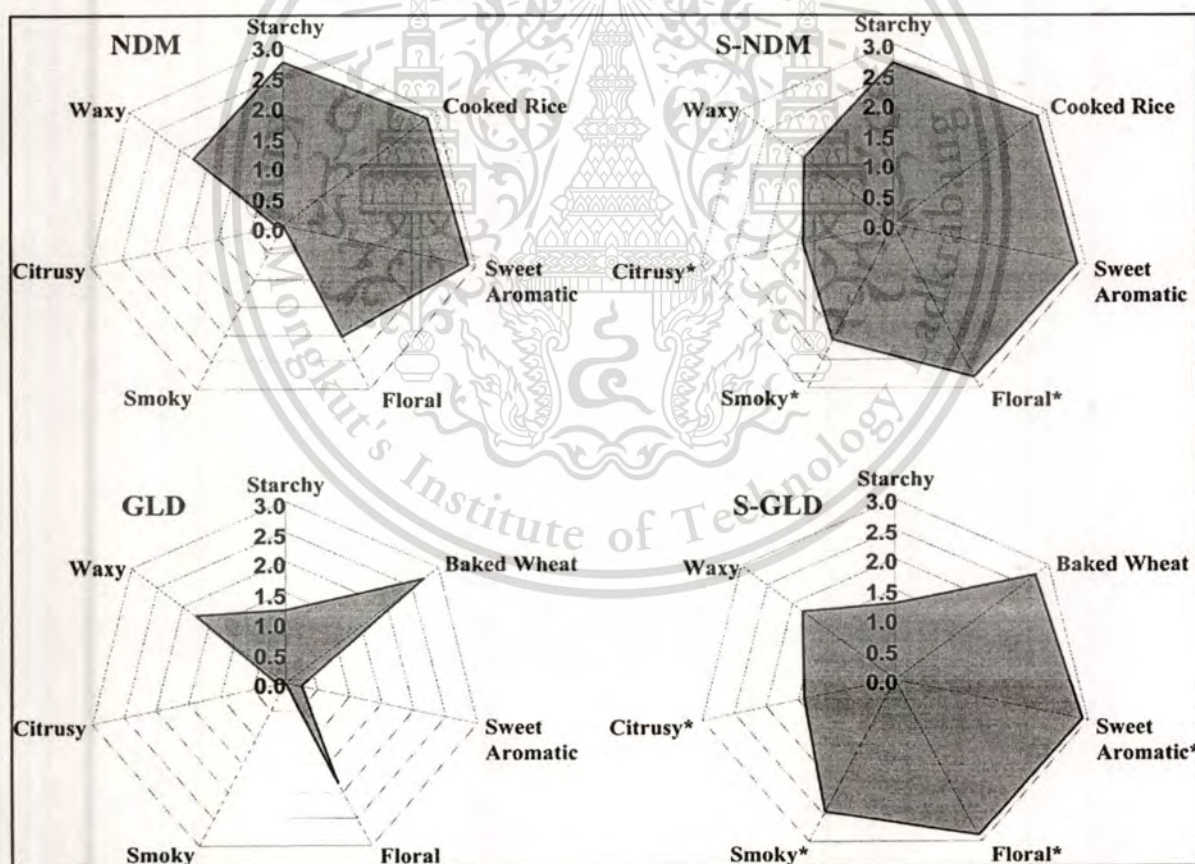 NDM
Starchy
3.0
2.5
2.0
1.5
1.0
0.5
0.0
Waxy
Cooked Rice
Citrusy
Sweet
Aromatic
Smoky
Floral
S-NDM
Starchy
3.0
2.5
2.0
1.5
1.0
0.5
0.0
Waxy
Cooked Rice
Citrusy*
Sweet
Aromatic
Smoky*
Floral*
GLD
Starchy
3.0
2.5
2.0
1.5
1.0
0.5
0.0
Waxy
Baked Wheat
Citrusy
Sweet
Aromatic
Smoky
Floral
S-GLD
Starchy
3.0
2.5
2.0
1.5
1.0
0.5
0.0
Waxy
Baked Wheat
Citrusy*
Sweet
Aromatic*
Smoky*
Floral*
Mongkut's Institute of Technology Ladkrabang